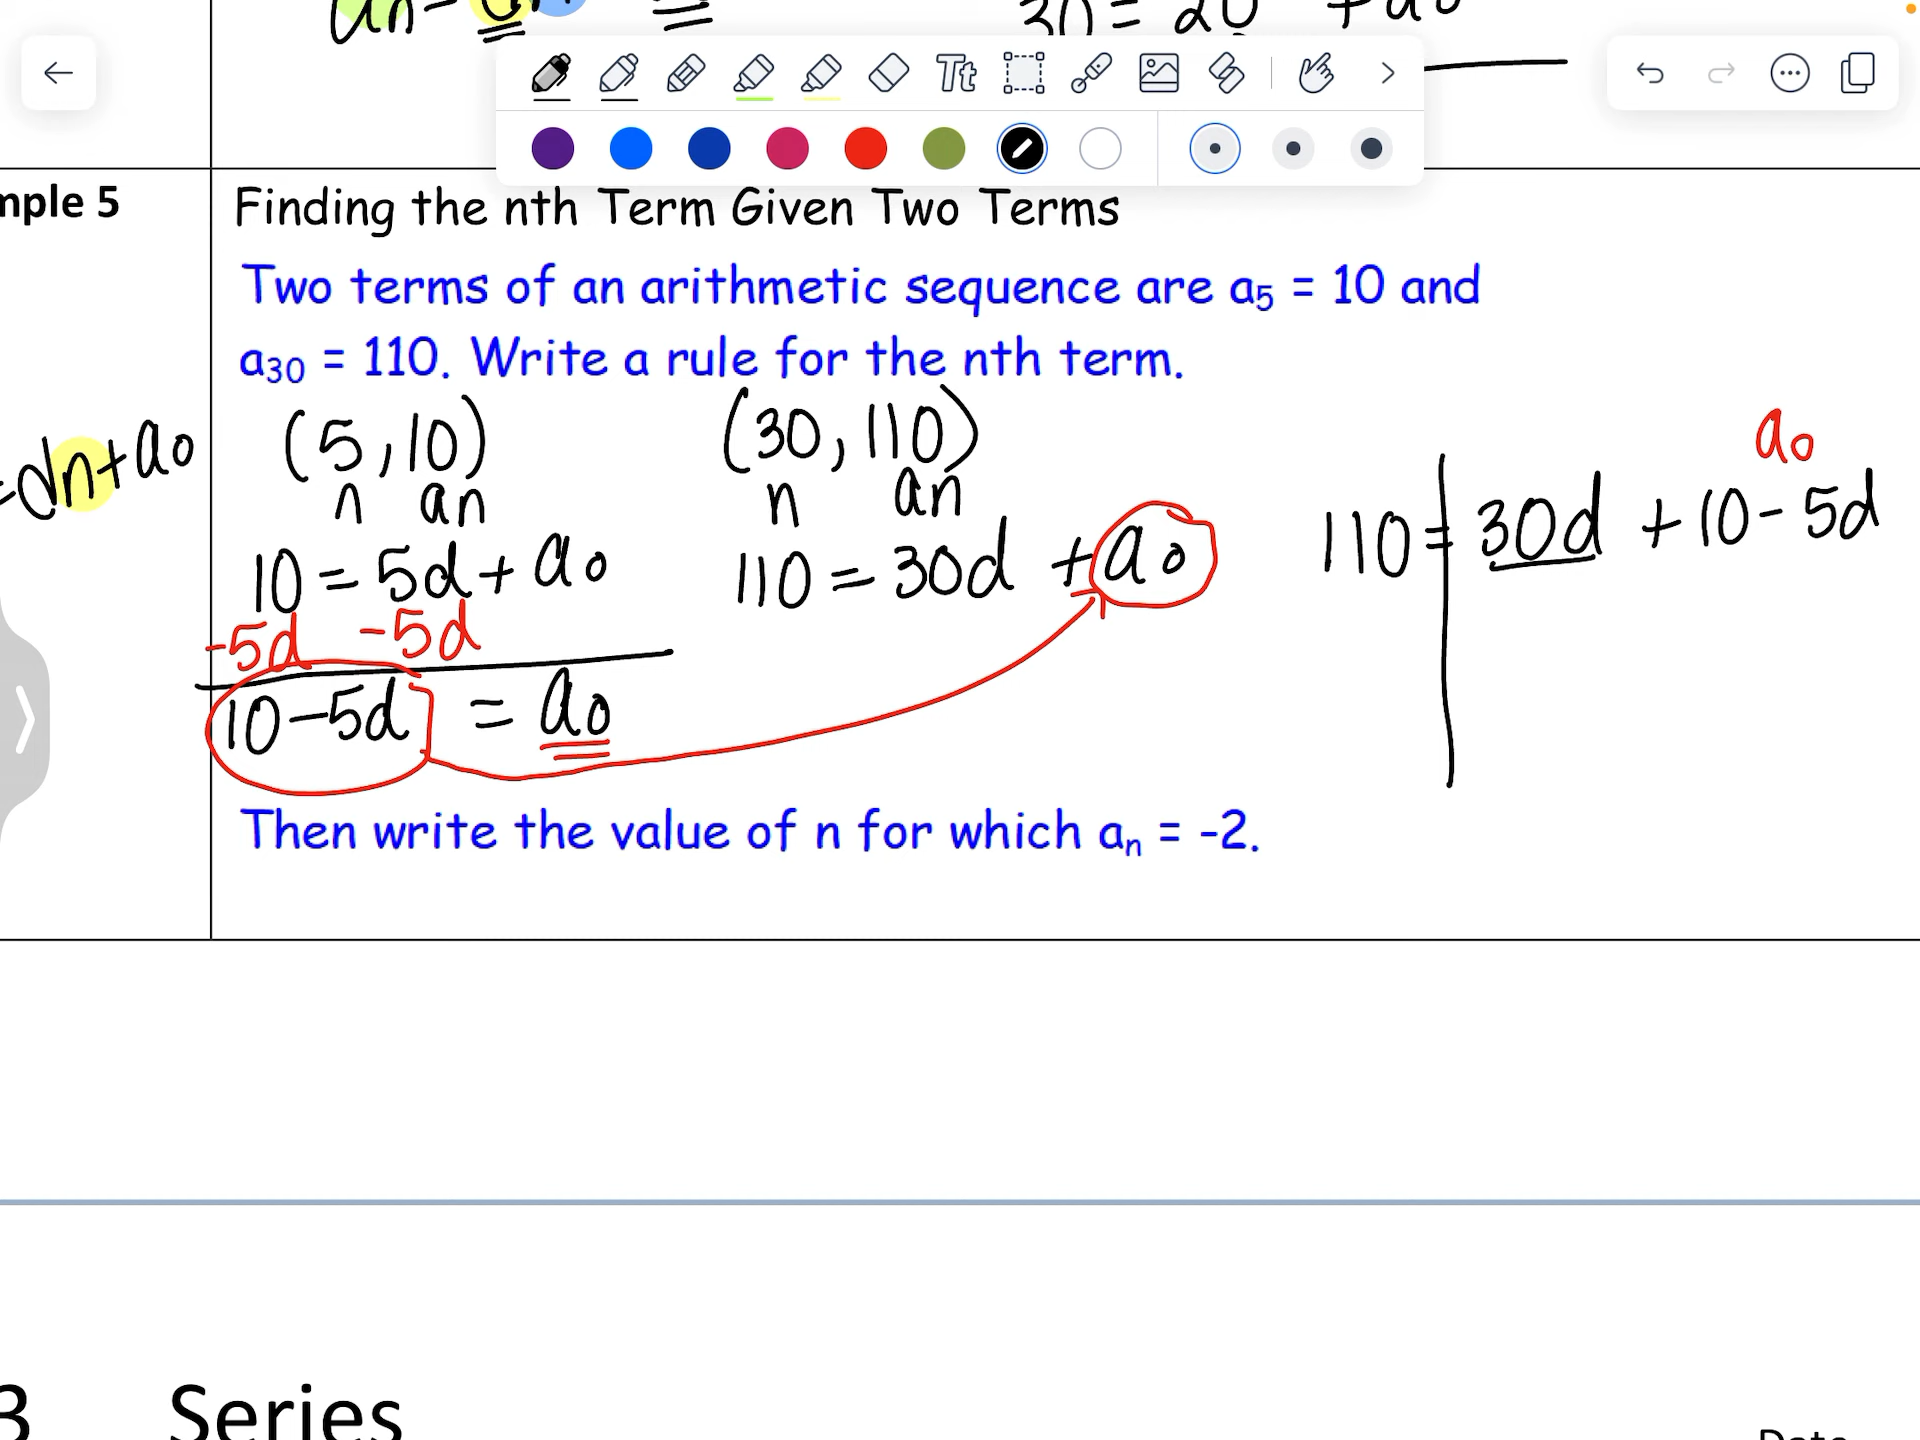 Tt
mple 5
Finding the nth Term Given Two Terms
Two terms of an arithmetic sequence are a₅ = 10 and
a₃₀ = 110. Write a rule for the nth term.
=dn+a₀
(5,10)
n an
10 = 5d + a₀
-5d -5d
10-5d = a₀
(30,110)
n an
110 = 30d + a₀
a₀
110 = 30d + 10 - 5d
Then write the value of n for which aₙ = -2.
3 Series